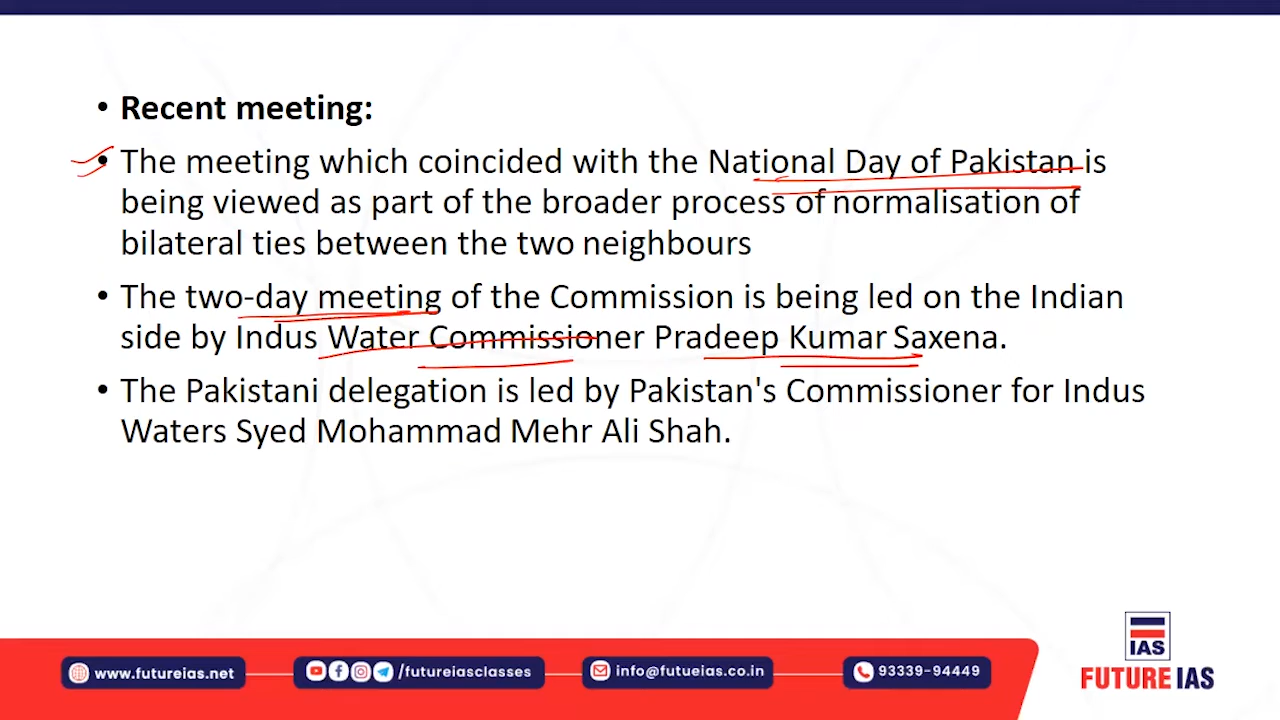 • Recent meeting:
• The meeting which coincided with the National Day of Pakistan is
being viewed as part of the broader process of normalisation of
bilateral ties between the two neighbours
• The two-day meeting of the Commission is being led on the Indian
side by Indus Water Commissioner Pradeep Kumar Saxena.
• The Pakistani delegation is led by Pakistan's Commissioner for Indus
Waters Syed Mohammad Mehr Ali Shah.
www.futureias.net
/futureiasclasses
info@futueias.co.in
93339-94449
IAS
FUTURE IAS